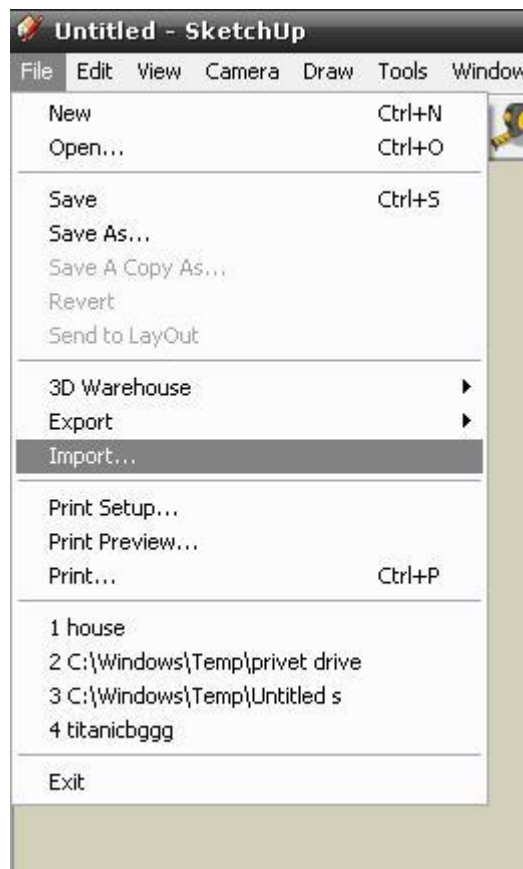 Untitled - SketchUp
File Edit View Camera Draw Tools Window
New Ctrl+N
Open... Ctrl+O
Save Ctrl+S
Save As...
Save A Copy As...
Revert
Send to LayOut
3D Warehouse
Export
Import...
Print Setup...
Print Preview...
Print... Ctrl+P
1 house
2 C:\Windows\Temp\privet drive
3 C:\Windows\Temp\Untitled s
4 titanicbggg
Exit